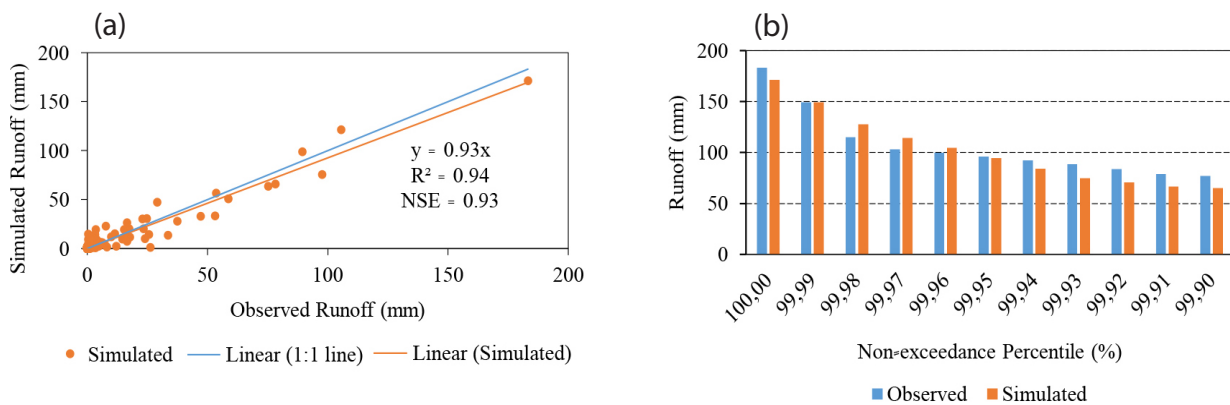 (a)
200
150
100
50
0
0 50 100 150 200
Simulated Runoff (mm)
Observed Runoff (mm)
y = 0.93x
R² = 0.94
NSE = 0.93
Simulated Linear (1:1 line) Linear (Simulated)
(b)
200
150
100
50
0
Runoff (mm)
100,00 99,99 99,98 99,97 99,96 99,95 99,94 99,93 99,92 99,91 99,90
Non-exceedance Percentile (%)
Observed Simulated